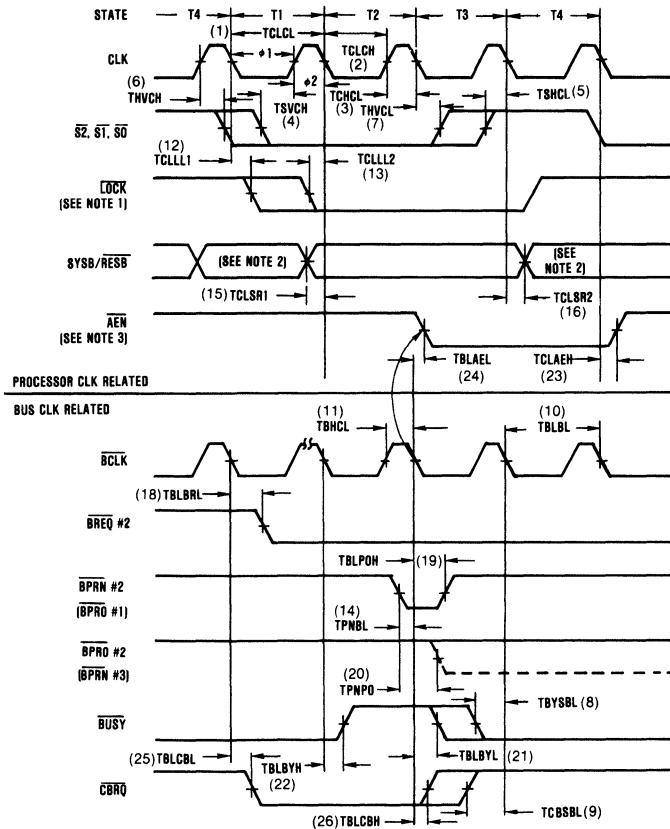 STATE T4 T1 T2 T3 T4
(1) TCLCL
CLK ϕ1 TCLCH
(2)
(6) ϕ2
THVCH TSVCH TCHCL THVCL TSHCL (5)
(4) (3) (7)
S2, S1, S0
(12)
TCLLL1 TCLLL2
(13)
LOCK
(SEE NOTE 1)
SYSB/RESB (SEE NOTE 2) (SEE NOTE 2)
(15) TCLSR1 TCLSR2
(16)
AEN
(SEE NOTE 3)
TBLAEL TCLAEH
(24) (23)
PROCESSOR CLK RELATED
BUS CLK RELATED
(11) (10)
TBHCL TBLBL
BCLK
(18) TBLBRL
BREQ #2
TBLPOH (19)
BPRN #2
(BPRO #1) (14)
TPNBL
BPRO #2
(BPRN #3) (20)
TPNPO TBYSBL (8)
BUSY
(25) TBLCBL TBLBYH TBLBYL (21)
(22)
CBRQ
(26) TBLCBH TCBSBL (9)